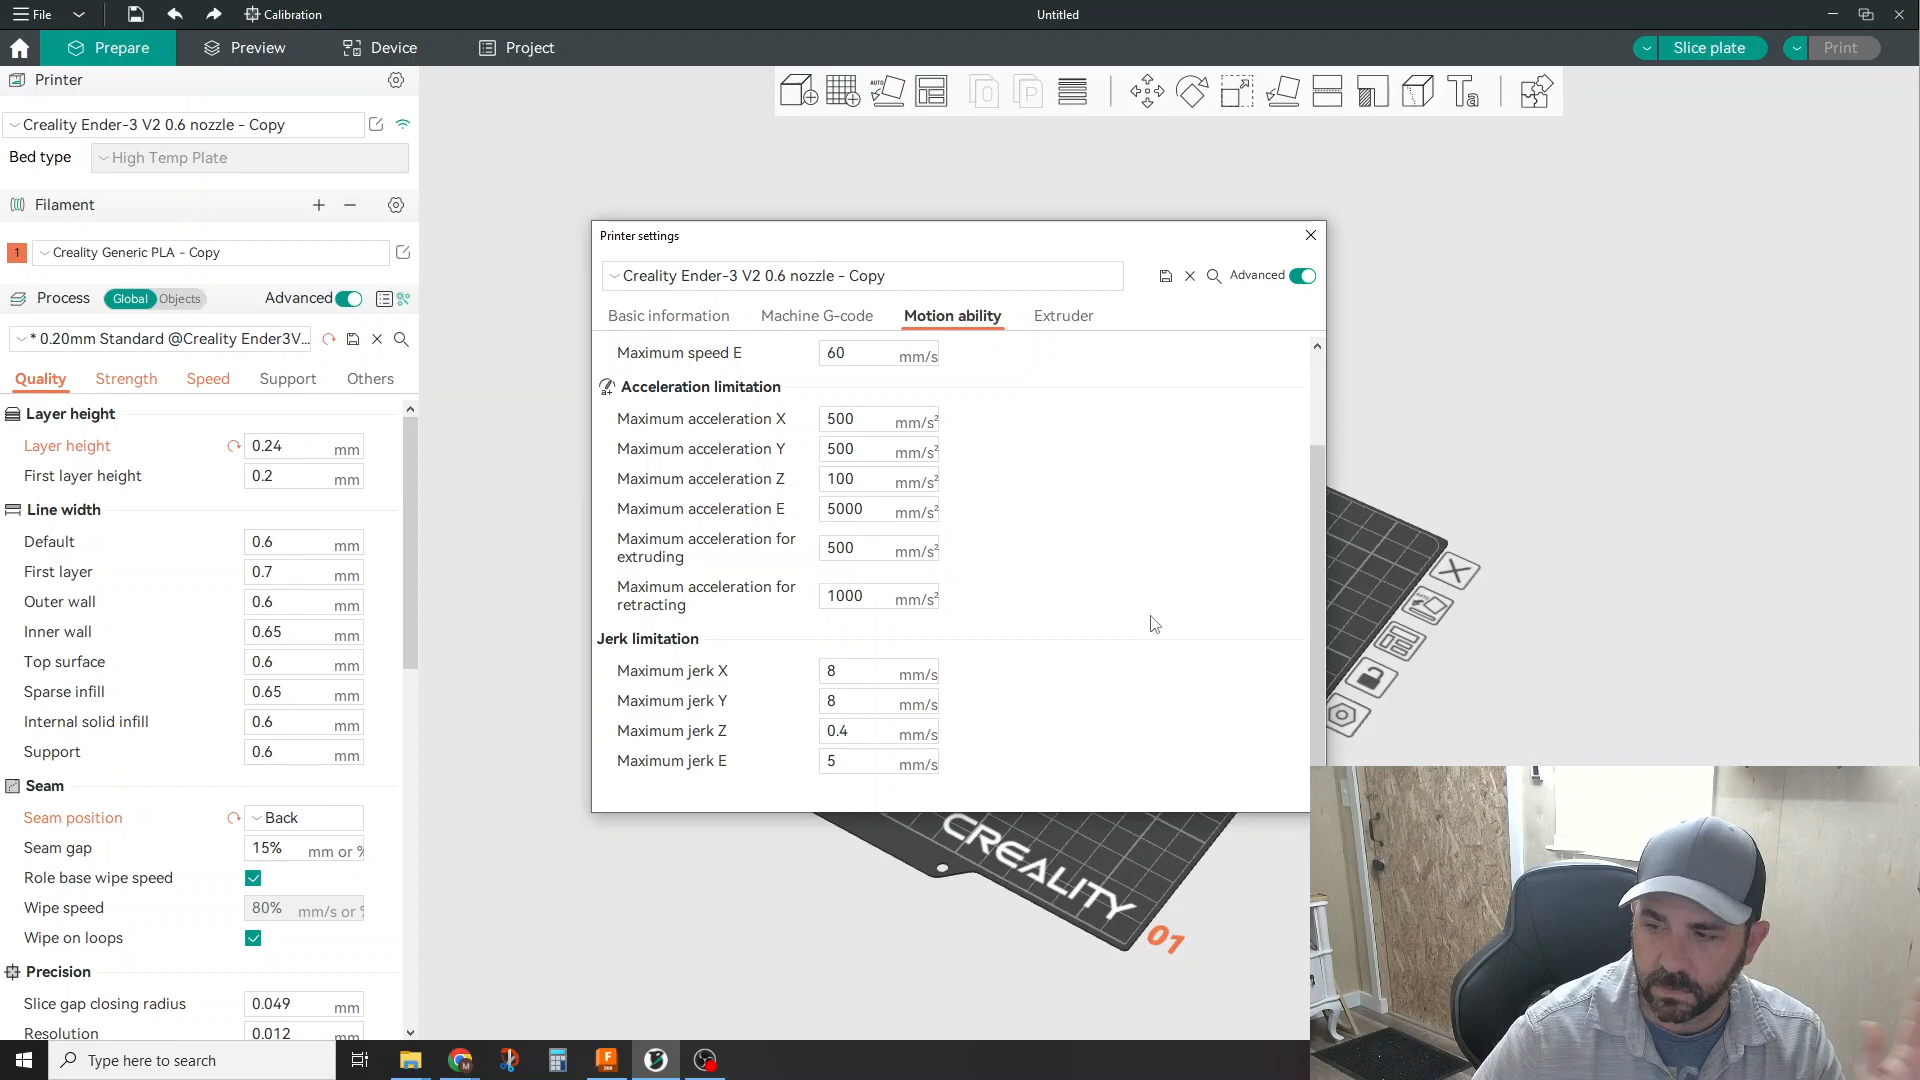 File
Calibration
Untitled
Prepare
Preview
Device
Project
Slice plate
Print
Printer
Creality Ender-3 V2 0.6 nozzle - Copy
Bed type
High Temp Plate
Filament
1
Creality Generic PLA - Copy
Process
Global
Objects
Advanced
* 0.20mm Standard @Creality Ender3V...
Quality
Strength
Speed
Support
Others
Layer height
Layer height 0.24 mm
First layer height 0.2 mm
Line width
Default 0.6 mm
First layer 0.7 mm
Outer wall 0.6 mm
Inner wall 0.65 mm
Top surface 0.6 mm
Sparse infill 0.65 mm
Internal solid infill 0.6 mm
Support 0.6 mm
Seam
Seam position Back
Seam gap 15% mm or %
Role base wipe speed
Wipe speed 80% mm/s or %
Wipe on loops
Precision
Slice gap closing radius 0.049 mm
Resolution 0.012 mm
AUTO
0
P
Ta
Printer settings
Creality Ender-3 V2 0.6 nozzle - Copy
Advanced
Basic information
Machine G-code
Motion ability
Extruder
Maximum speed E 60 mm/s
Acceleration limitation
Maximum acceleration X 500 mm/s²
Maximum acceleration Y 500 mm/s²
Maximum acceleration Z 100 mm/s²
Maximum acceleration E 5000 mm/s²
Maximum acceleration for
extruding 500 mm/s²
Maximum acceleration for
retracting 1000 mm/s²
Jerk limitation
Maximum jerk X 8 mm/s
Maximum jerk Y 8 mm/s
Maximum jerk Z 0.4 mm/s
Maximum jerk E 5 mm/s
CREALITY
01
Type here to search